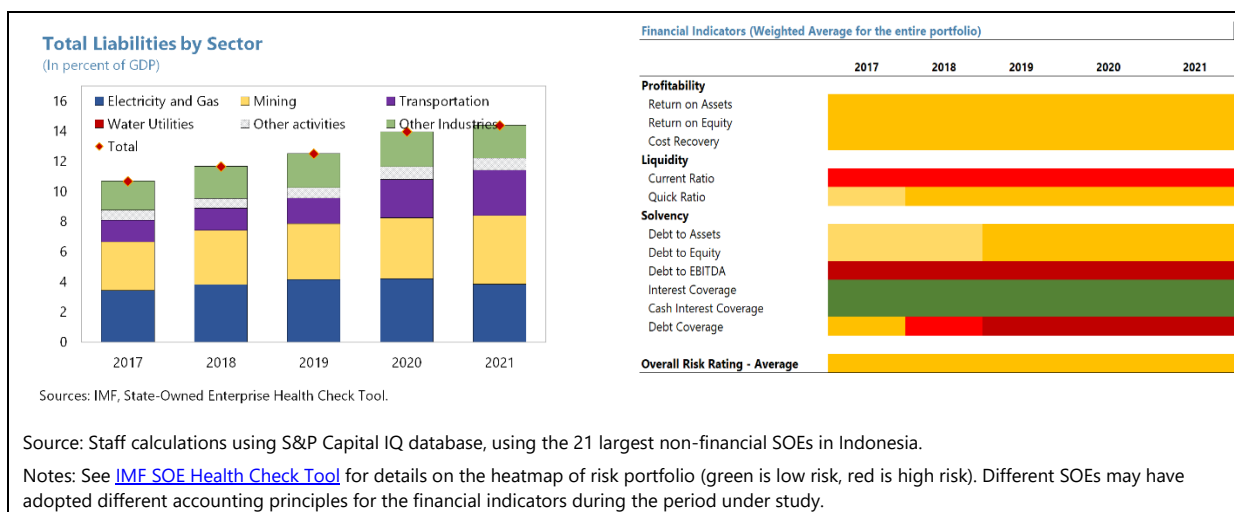 Total Liabilities by Sector
(In percent of GDP)
16
14
12
10
8
6
4
2
0
Electricity and Gas
Mining
Transportation
Water Utilities
Other activities
Other Industries
Total
2017
2018
2019
2020
2021
Sources: IMF, State-Owned Enterprise Health Check Tool.
Financial Indicators (Weighted Average for the entire portfolio)
2017 2018 2019 2020 2021
Profitability
Return on Assets
Return on Equity
Cost Recovery
Liquidity
Current Ratio
Quick Ratio
Solvency
Debt to Assets
Debt to Equity
Debt to EBITDA
Interest Coverage
Cash Interest Coverage
Debt Coverage
Overall Risk Rating - Average
Source: Staff calculations using S&P Capital IQ database, using the 21 largest non-financial SOEs in Indonesia.
Notes: See IMF SOE Health Check Tool for details on the heatmap of risk portfolio (green is low risk, red is high risk). Different SOEs may have
adopted different accounting principles for the financial indicators during the period under study.